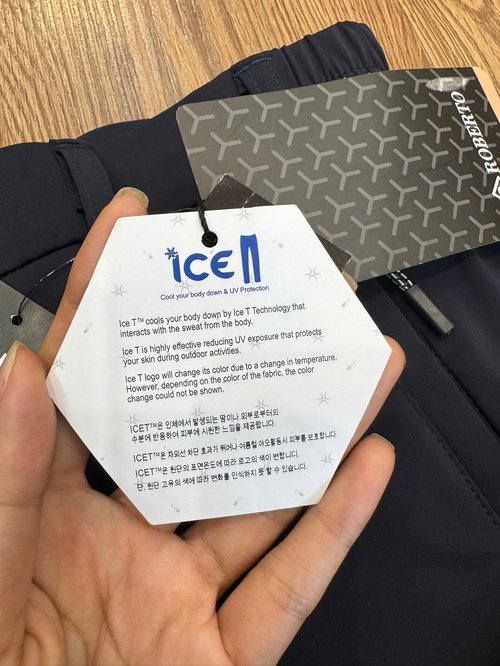 ROBERTO
ICE T
Cool your body down & UV Protection
Ice T™ cools your body down by Ice T Technology that
interacts with the sweat from the body.
Ice T is highly effective reducing UV exposure that protects
your skin during outdoor activities.
Ice T logo will change its color due to a change in temperature.
However, depending on the color of the fabric, the color
change could not be shown.
ICET™은 인체에서 발생되는 땀이나 외부로부터의
수분에 반응하여 피부에 시원한 느낌을 제공합니다.
ICET™은 자외선 차단 효과가 뛰어나 여름철 야외활동시 피부를 보호합니다.
ICET™은 원단의 표면온도에 따라 로고의 색이 변합니다.
단, 원단 고유의 색에 따라 변화를 인식하지 못 할 수 있습니다.